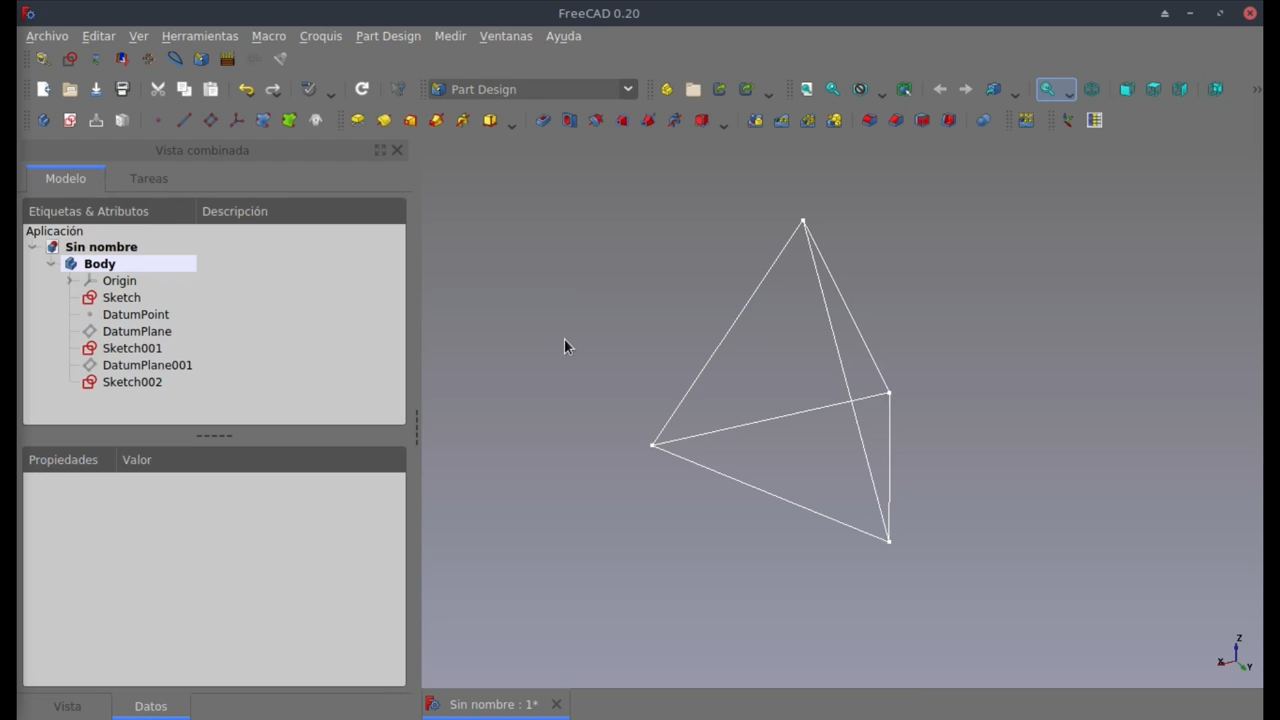 FreeCAD 0.20
Archivo Editar Ver Herramientas Macro Croquis Part Design Medir Ventanas Ayuda
Part Design
Vista combinada
Modelo Tareas
Etiquetas & Atributos Descripción
Aplicación
Sin nombre
Body
Origin
Sketch
DatumPoint
DatumPlane
Sketch001
DatumPlane001
Sketch002
Propiedades Valor
Z
X Y
Vista Datos
Sin nombre : 1*